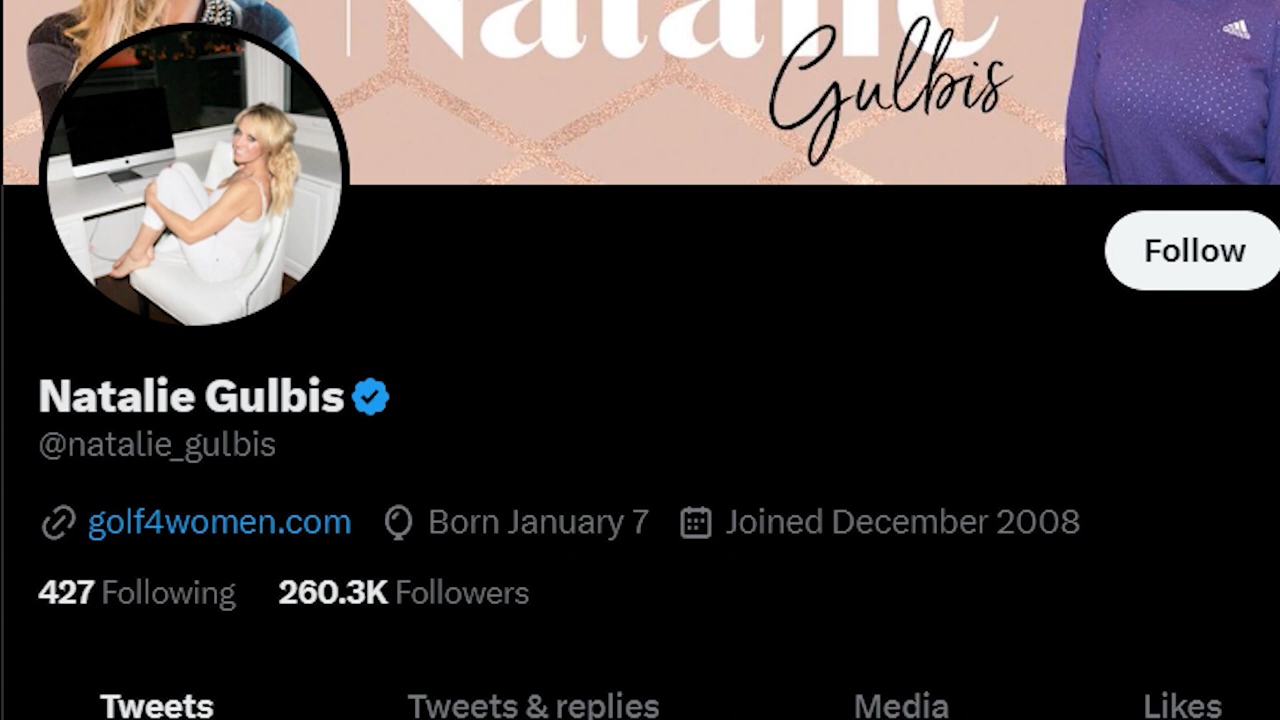 Natalie
Gulbis
Follow
Natalie Gulbis
@natalie_gulbis
golf4women.com Born January 7 Joined December 2008
427 Following 260.3K Followers
Tweets Tweets & replies Media Likes